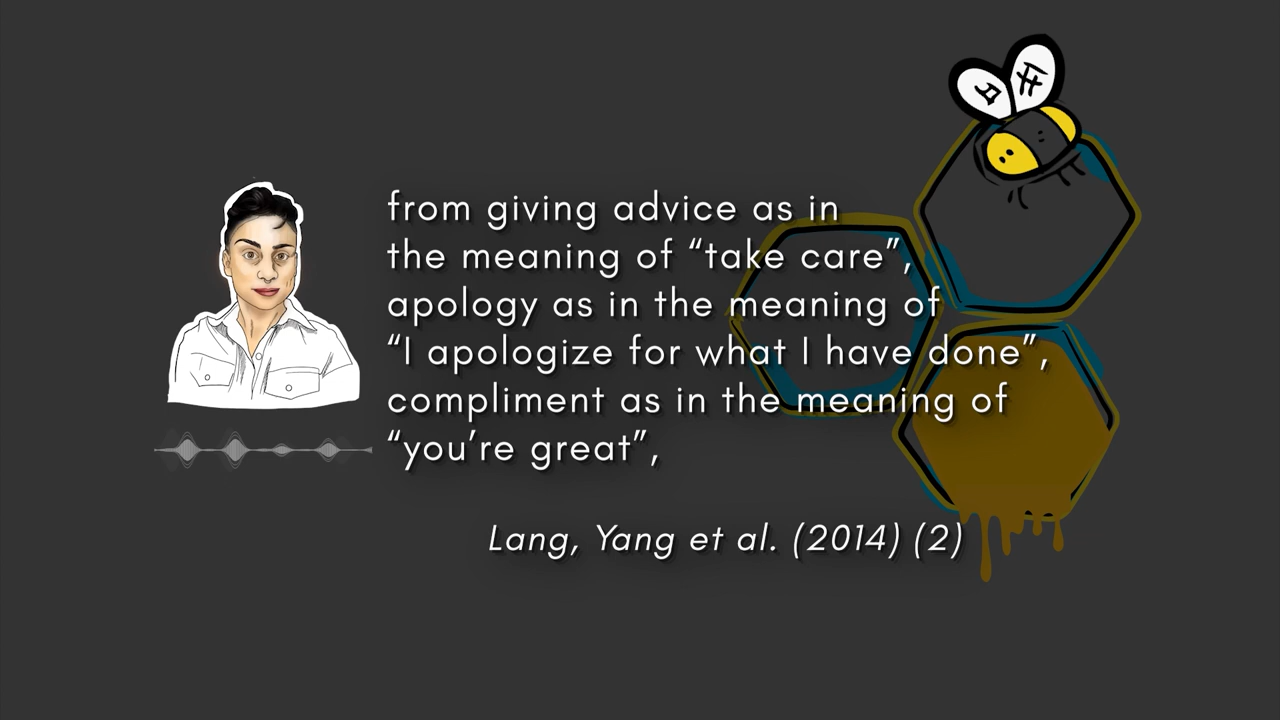 from giving advice as in
the meaning of “take care”,
apology as in the meaning of
“I apologize for what I have done”,
compliment as in the meaning of
“you’re great”,
Lang, Yang et al. (2014) (2)